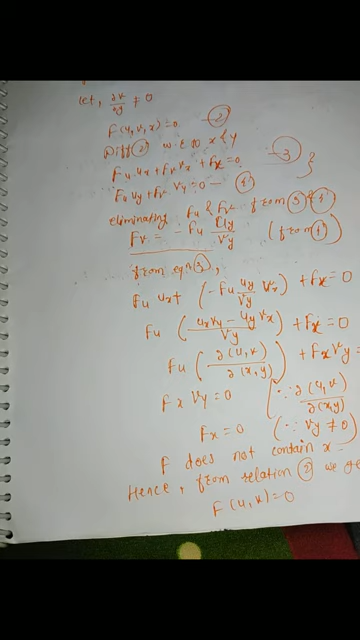 let, ∂v/∂y ≠ 0
F(u,v,x)=0 — ②
Diff ② w.r.to x & y
Fu ux + Fv vx + Fx = 0 — ③ }
Fu uy + Fv vy = 0 — ④
eliminating Fu & Fv from ③ & ④
Fv = - Fu uy/vy (from ④)
from eqn ③,
Fu ux + (-Fu uy/vy vx) + Fx = 0
Fu (ux vy - uy vx / vy) + Fx = 0
Fu (∂(u,v)/∂(x,y)) + Fx vy =
Fx vy = 0 [∵ ∂(u,v)/∂(x,y)
Fx = 0 (∵ vy ≠ 0)
F does not contain x.
Hence, from relation ② we ge
F(u,v)=0